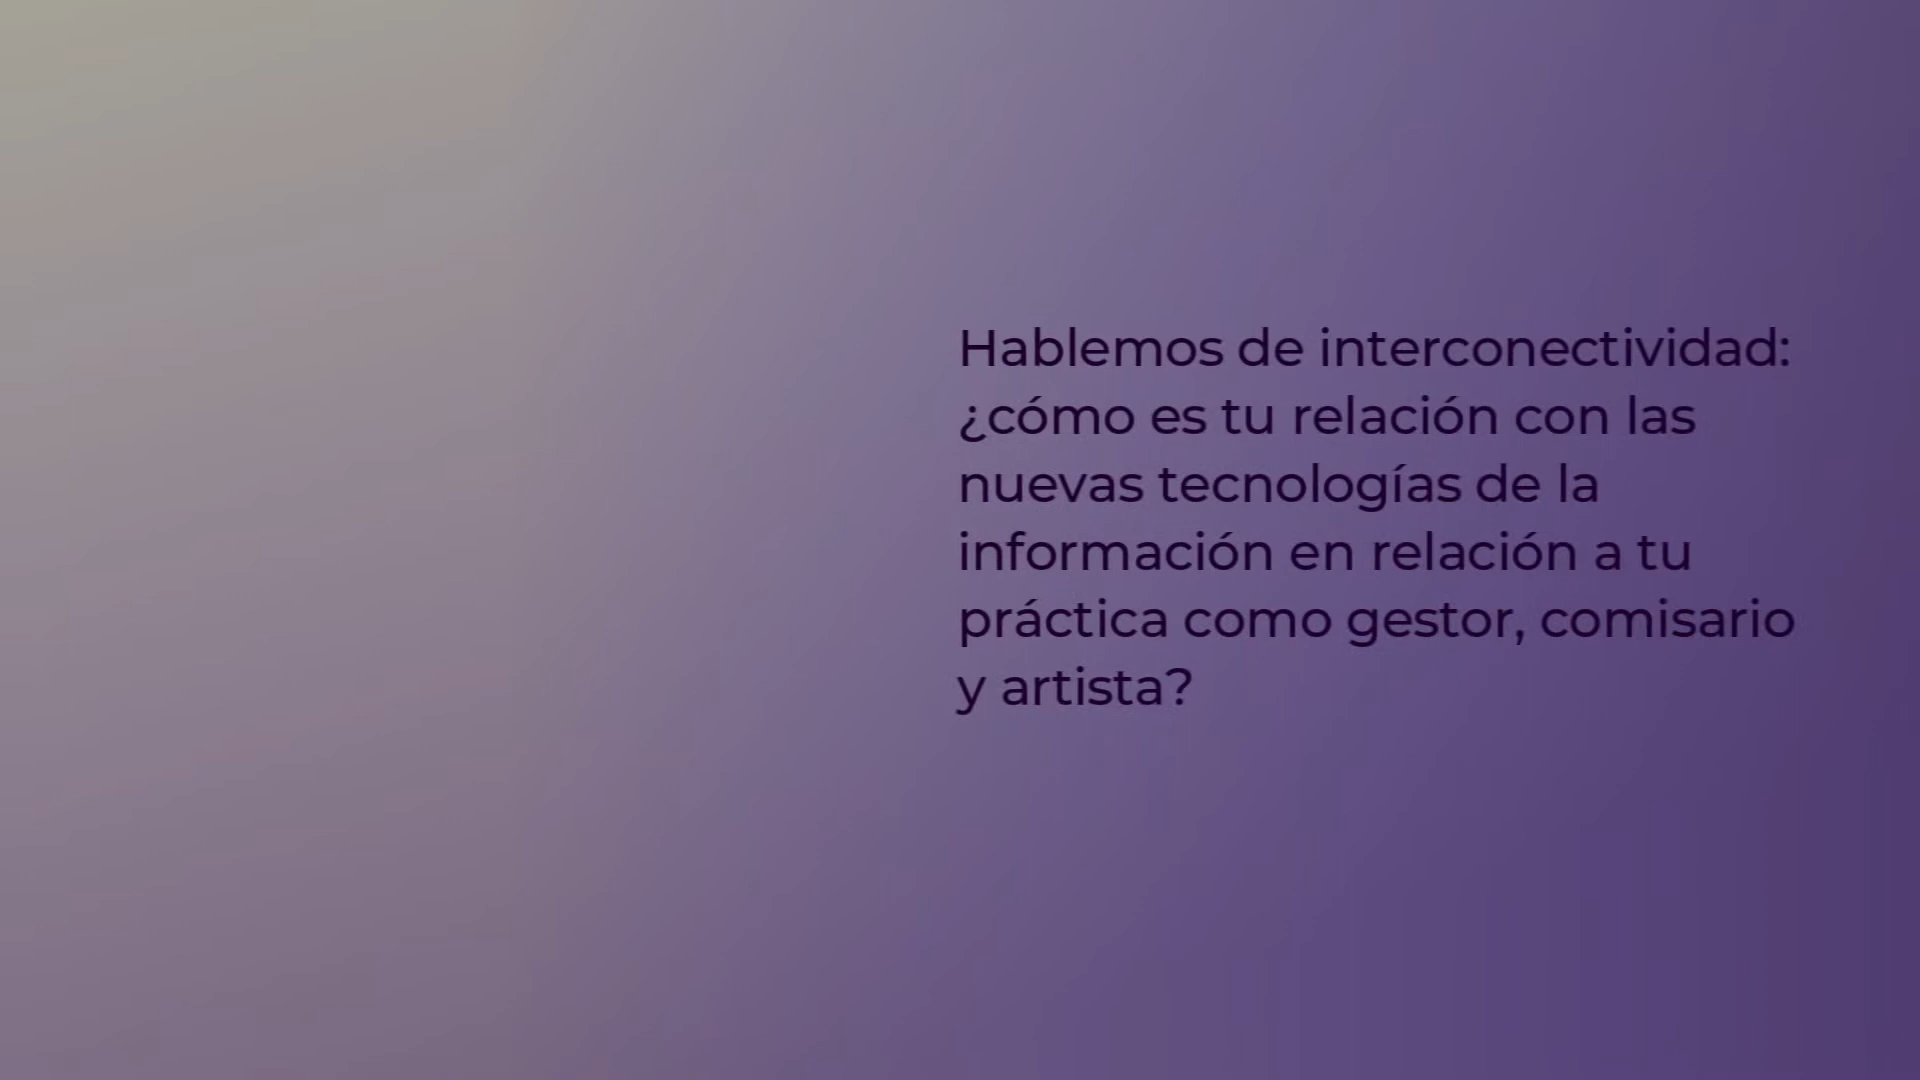 Hablemos de interconectividad:
¿cómo es tu relación con las
nuevas tecnologías de la
información en relación a tu
práctica como gestor, comisario
y artista?